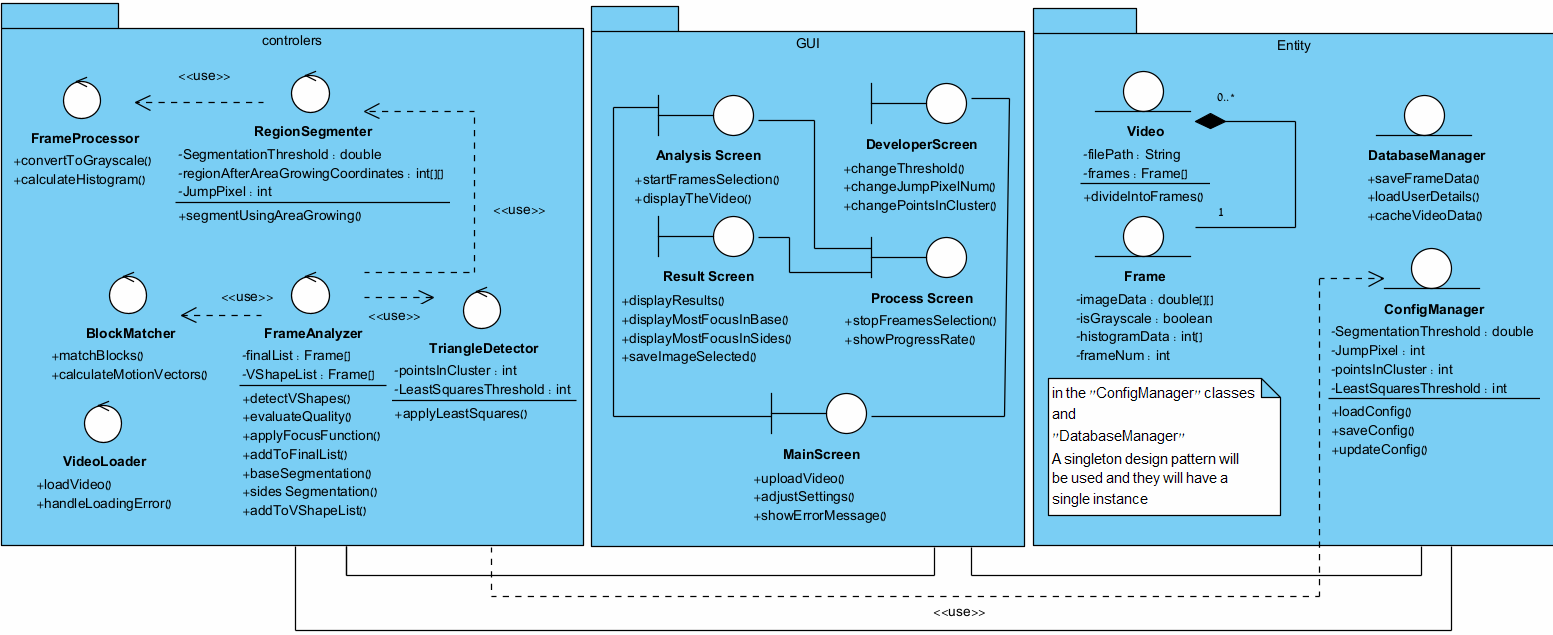 controlers
<<use>>
FrameProcessor
+convertToGrayscale()
+calculateHistogram()
RegionSegmenter
-SegmentationThreshold : double
-regionAfterAreaGrowingCoordinates : int[][]
-JumpPixel : int
+segmentUsingAreaGrowing()
<<use>>
<<use>>
<<use>>
BlockMatcher
+matchBlocks()
+calculateMotionVectors()
FrameAnalyzer
-finalList : Frame[]
-VShapeList : Frame[]
+detectVShapes()
+evaluateQuality()
+applyFocusFunction()
+addToFinalList()
+baseSegmentation()
+sides Segmentation()
+addToVShapeList()
TriangleDetector
-pointsInCluster : int
-LeastSquaresThreshold : int
+applyLeastSquares()
VideoLoader
+loadVideo()
+handleLoadingError()
GUI
Analysis Screen
+startFramesSelection()
+displayTheVideo()
DeveloperScreen
+changeThreshold()
+changeJumpPixelNum()
+changePointsInCluster()
Result Screen
+displayResults()
+displayMostFocusInBase()
+displayMostFocusInSides()
+saveImageSelected()
Process Screen
+stopFreamesSelection()
+showProgressRate()
MainScreen
+uploadVideo()
+adjustSettings()
+showErrorMessage()
Entity
0..*
Video
-filePath : String
-frames : Frame[]
+divideIntoFrames()
1
Frame
-imageData : double[][]
-isGrayscale : boolean
-histogramData : int[]
-frameNum : int
DatabaseManager
+saveFrameData()
+loadUserDetails()
+cacheVideoData()
ConfigManager
-SegmentationThreshold : double
-JumpPixel : int
-pointsInCluster : int
-LeastSquaresThreshold : int
+loadConfig()
+saveConfig()
+updateConfig()
in the "ConfigManager" classes
and
"DatabaseManager"
A singleton design pattern will
be used and they will have a
single instance
<<use>>